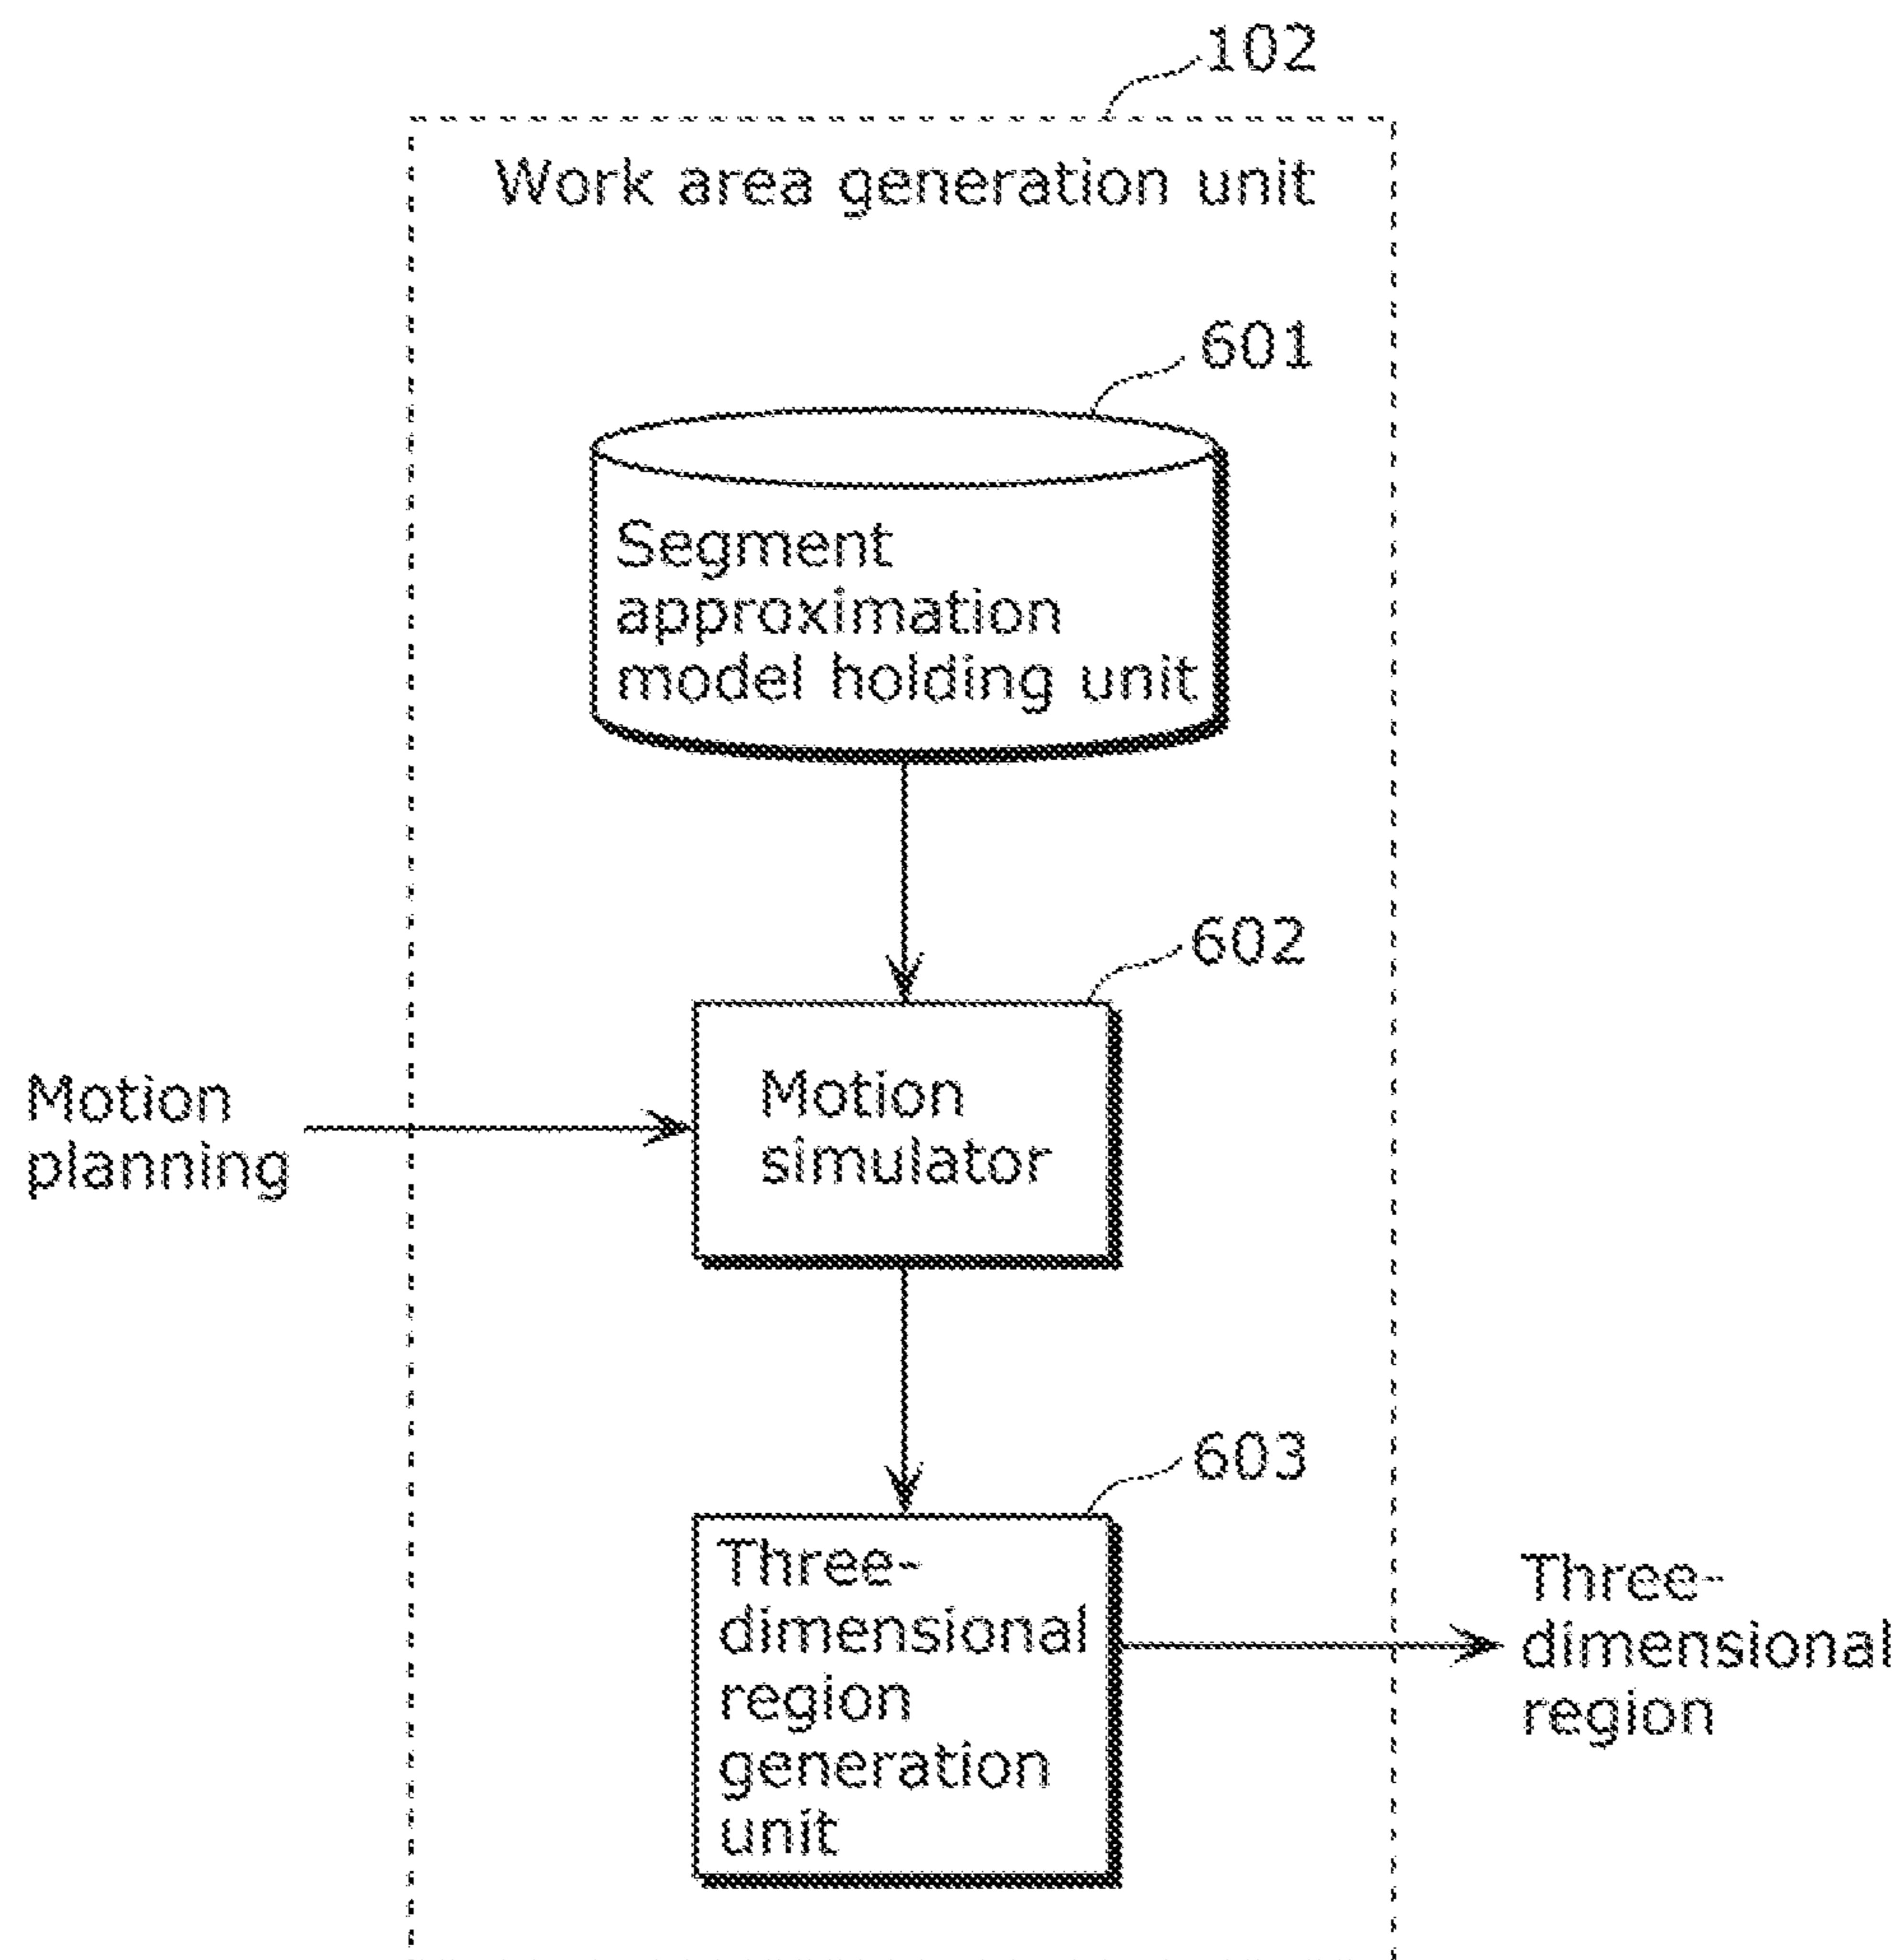 102
Work area generation unit
601
Segment
approximation
model holding unit
602
Motion
planning
Motion
simulator
603
Three-
dimensional
region
generation
unit
Three-
dimensional
region